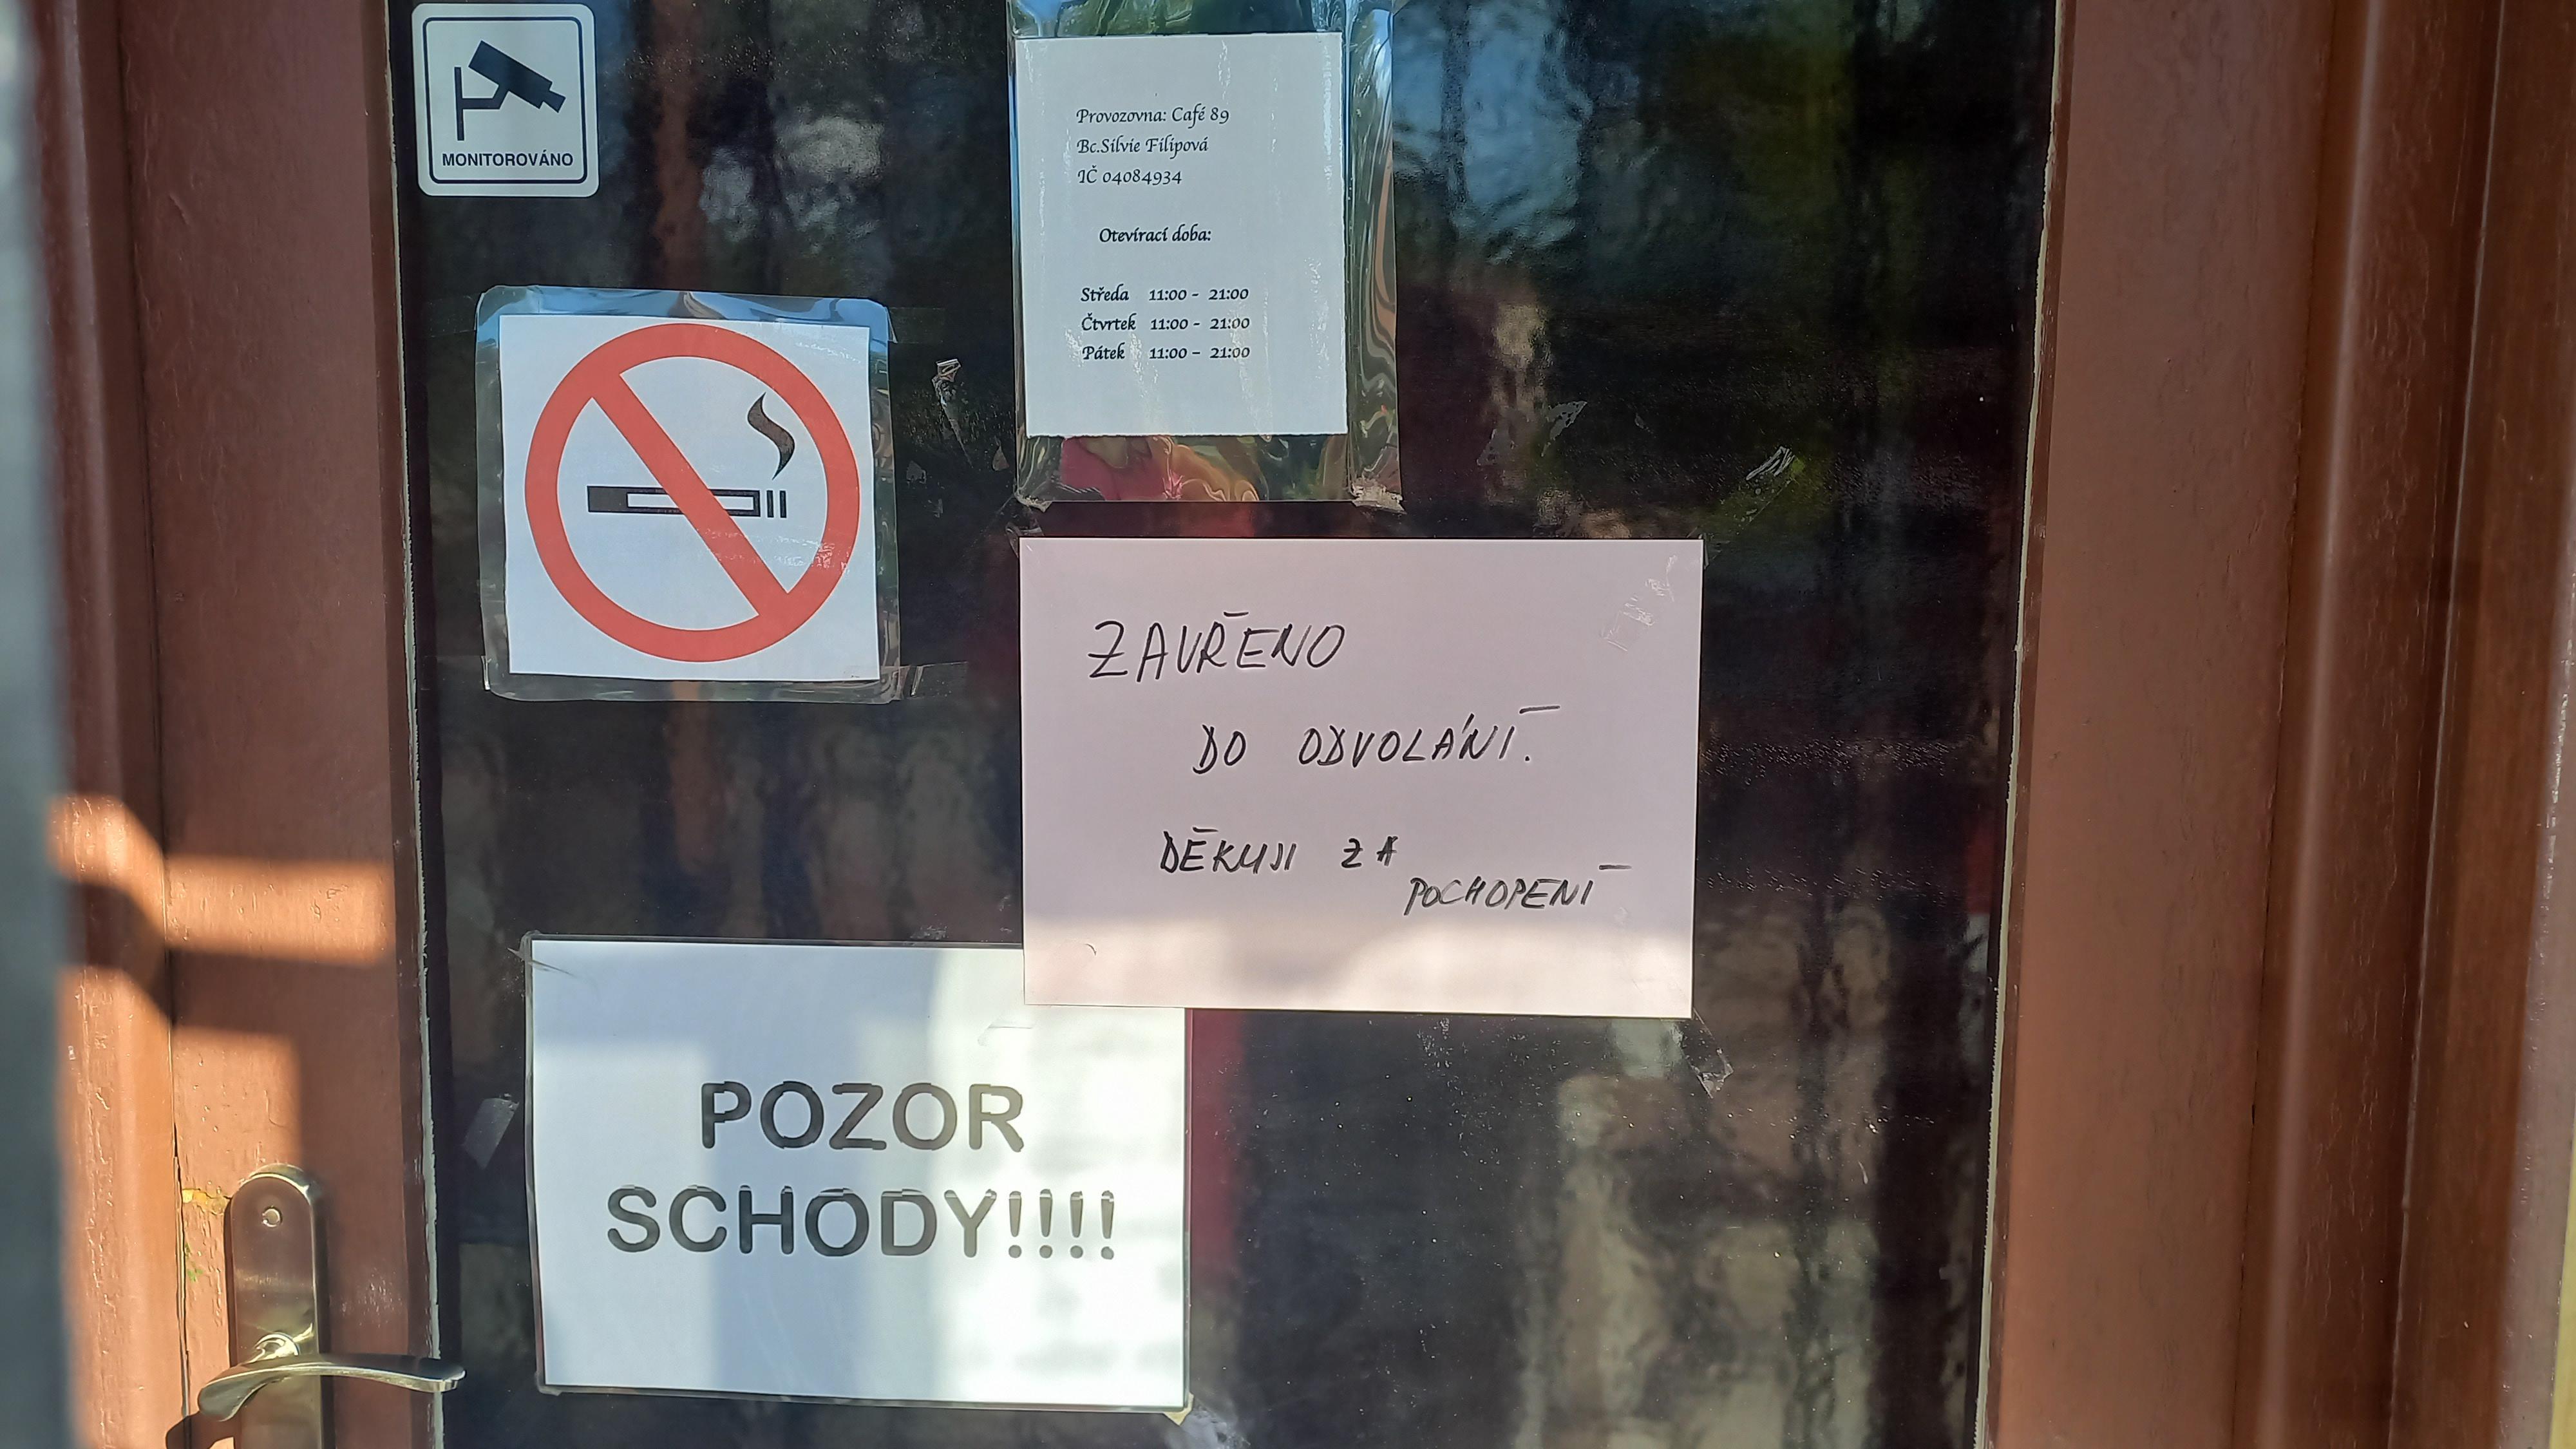 MONITOROVÁNO
Provozovna: Café 89
Bc.Silvie Filipová
IČ 04084934
Otevírací doba:
Středa 11:00 - 21:00
Čtvrtek 11:00 - 21:00
Pátek 11:00 - 21:00
ZAVŘENO
DO ODVOLÁNÍ.
DĚKUJI ZA
POCHOPENÍ
POZOR
SCHODY!!!!